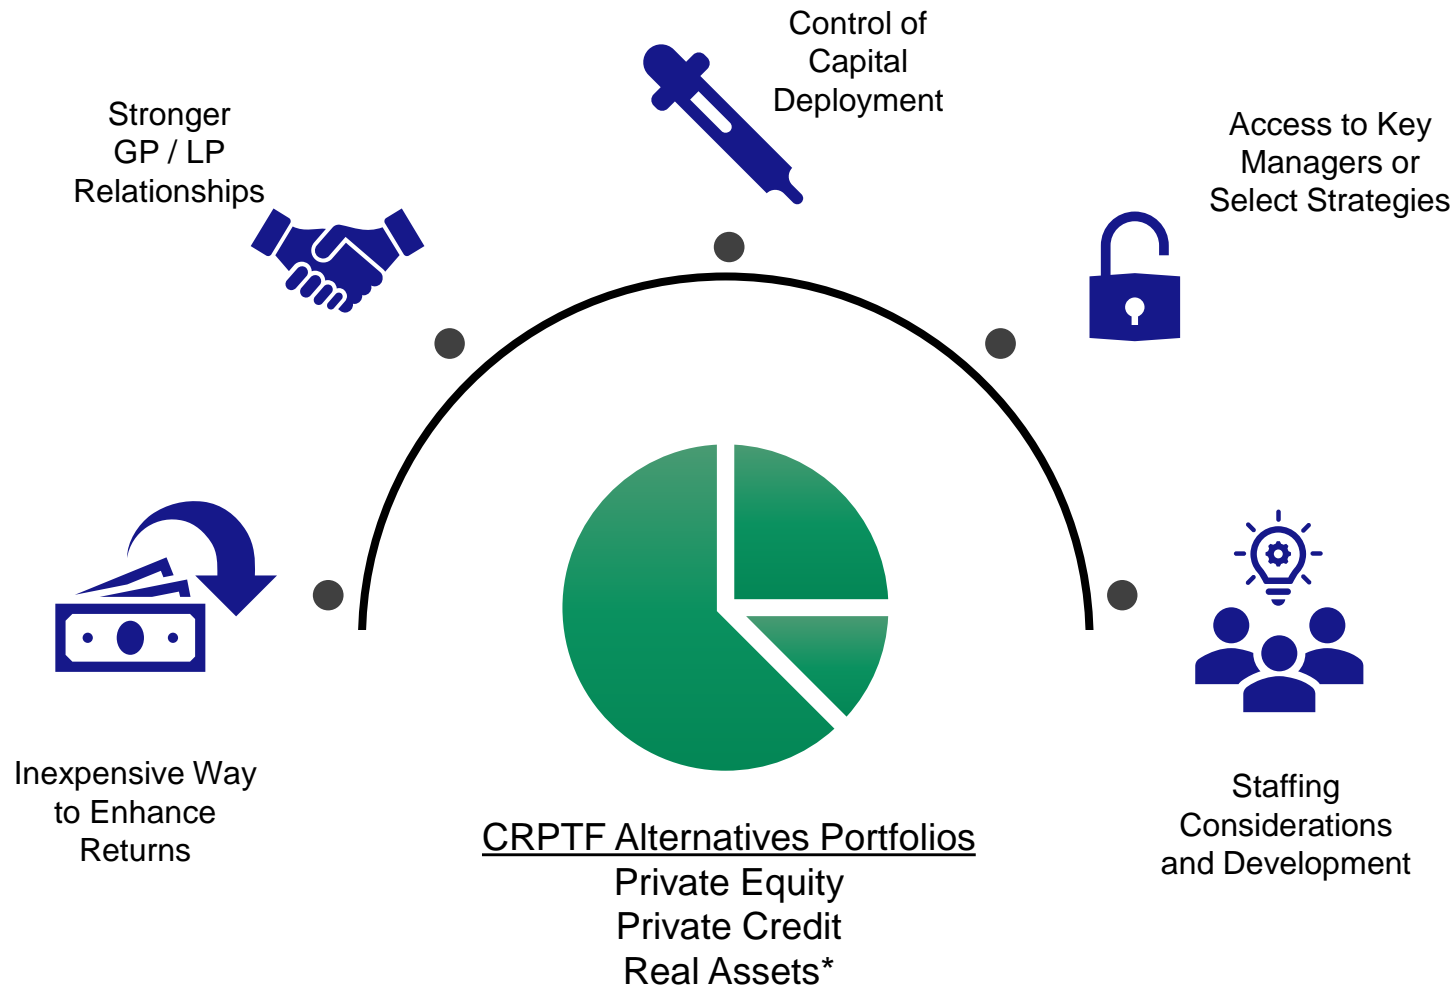 Control of
Capital
Deployment
Stronger
GP / LP
Relationships
Access to Key
Managers or
Select Strategies
Inexpensive Way
to Enhance
Returns
Staffing
Considerations
and Development
CRPTF Alternatives Portfolios
Private Equity
Private Credit
Real Assets*